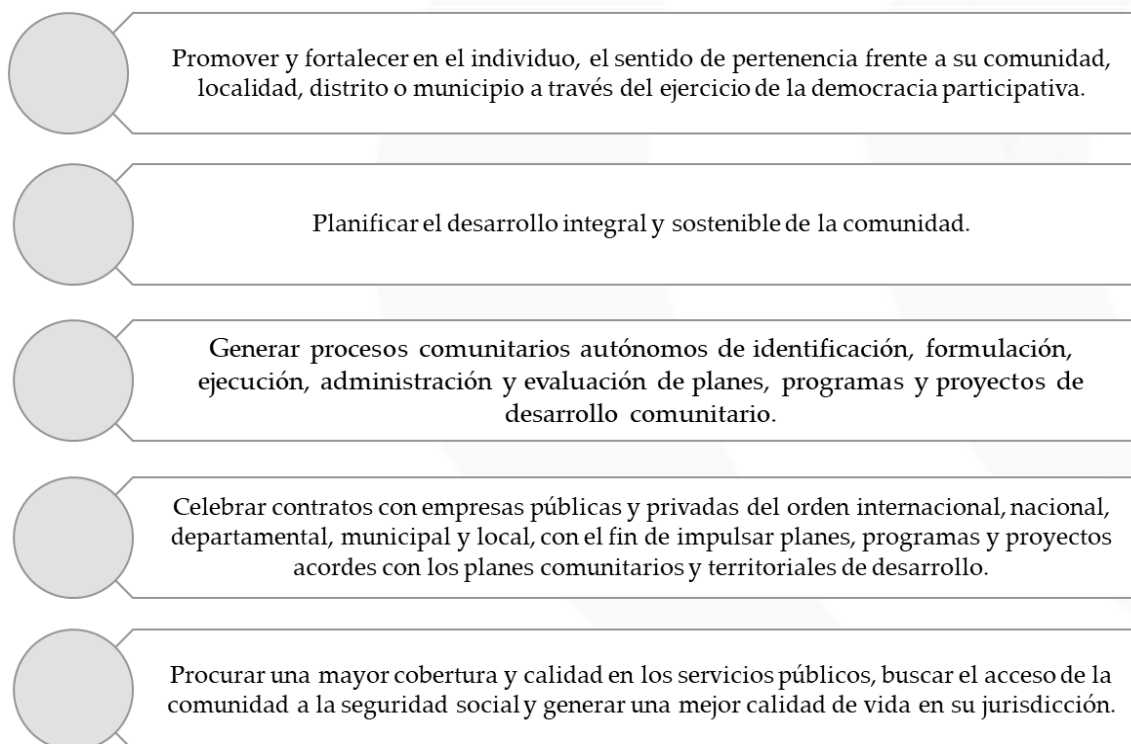 Promover y fortalecer en el individuo, el sentido de pertenencia frente a su comunidad,
localidad, distrito o municipio a través del ejercicio de la democracia participativa.
Planificar el desarrollo integral y sostenible de la comunidad.
Generar procesos comunitarios autónomos de identificación, formulación,
ejecución, administración y evaluación de planes, programas y proyectos de
desarrollo comunitario.
Celebrar contratos con empresas públicas y privadas del orden internacional, nacional,
departamental, municipal y local, con el fin de impulsar planes, programas y proyectos
acordes con los planes comunitarios y territoriales de desarrollo.
Procurar una mayor cobertura y calidad en los servicios públicos, buscar el acceso de la
comunidad a la seguridad social y generar una mejor calidad de vida en su jurisdicción.